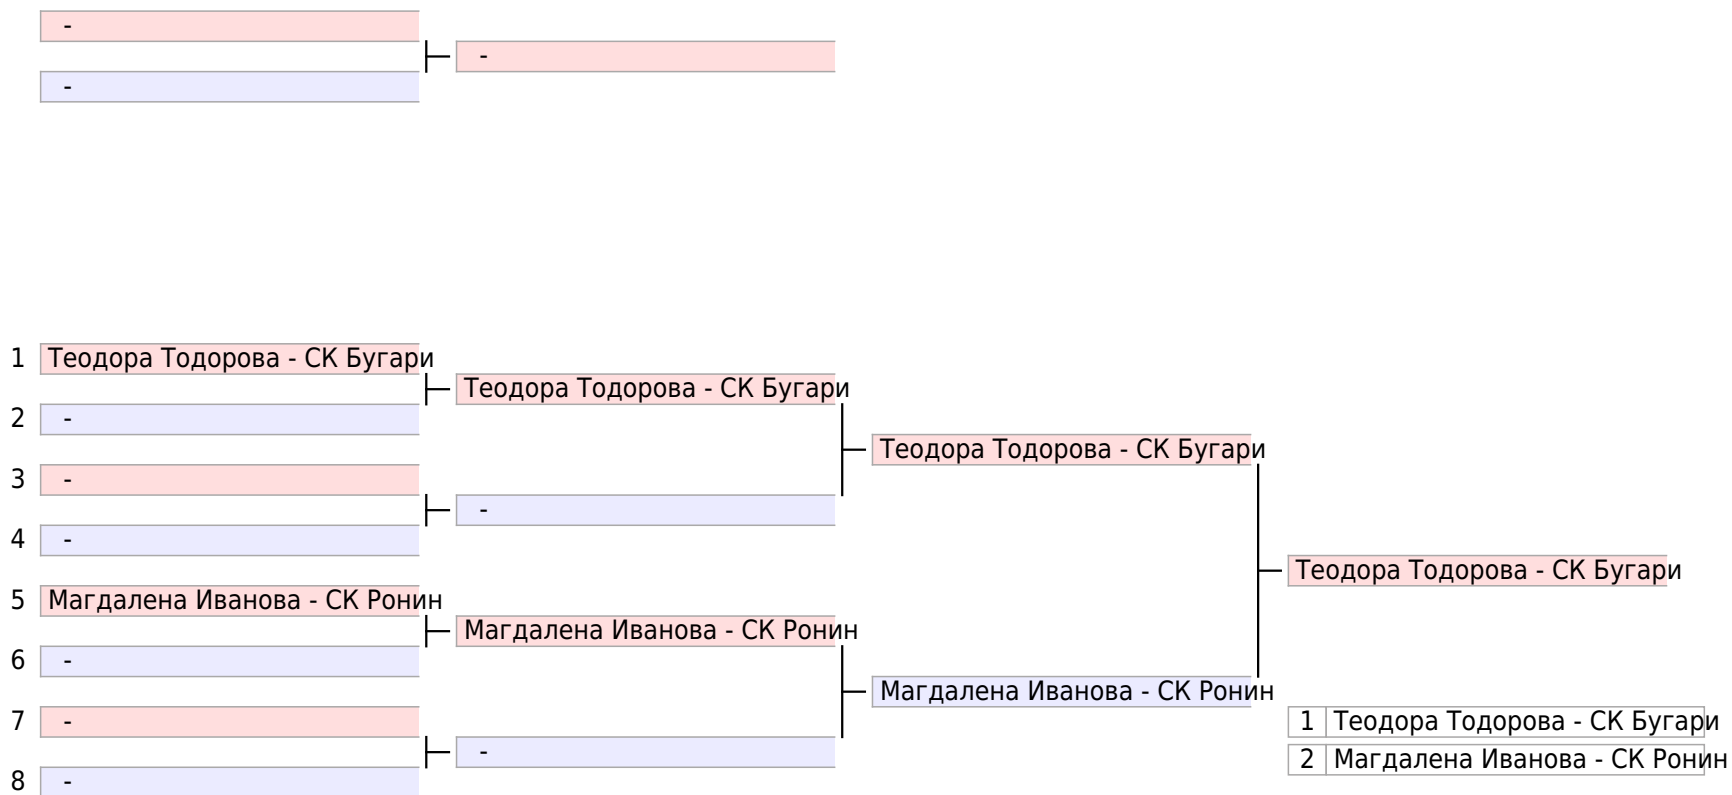 -
-
-
1 Теодора Тодорова - СК Бугари
Теодора Тодорова - СК Бугари
2 -
Теодора Тодорова - СК Бугари
3 -
-
4 -
Теодора Тодорова - СК Бугари
5 Магдалена Иванова - СК Ронин
Магдалена Иванова - СК Ронин
6 -
Магдалена Иванова - СК Ронин
7 -
1 Теодора Тодорова - СК Бугари
-
2 Магдалена Иванова - СК Ронин
8 -